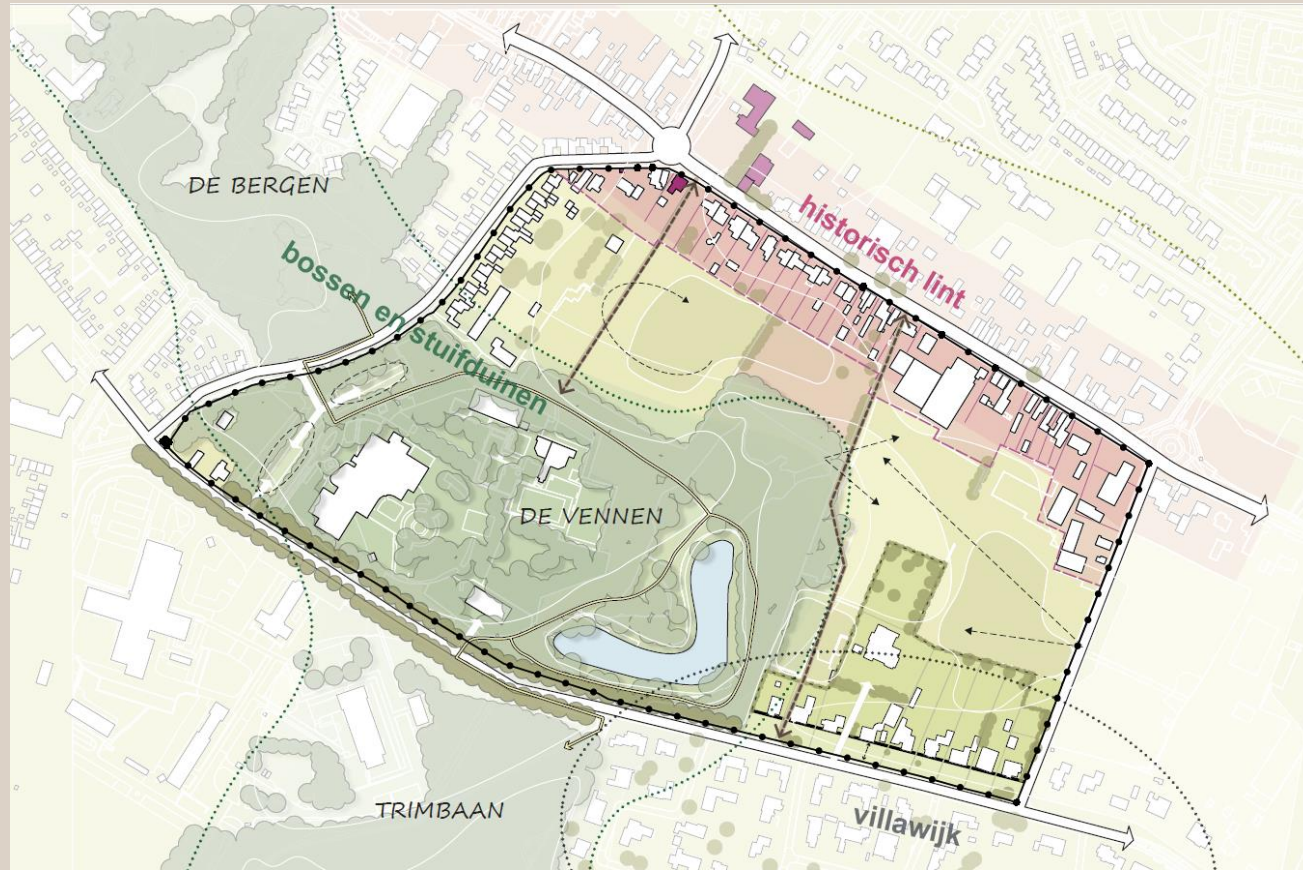 DE BERGEN
historisch lint
bossen en stuifduinen
DE VENNEN
TRIMBAAN
villawijk